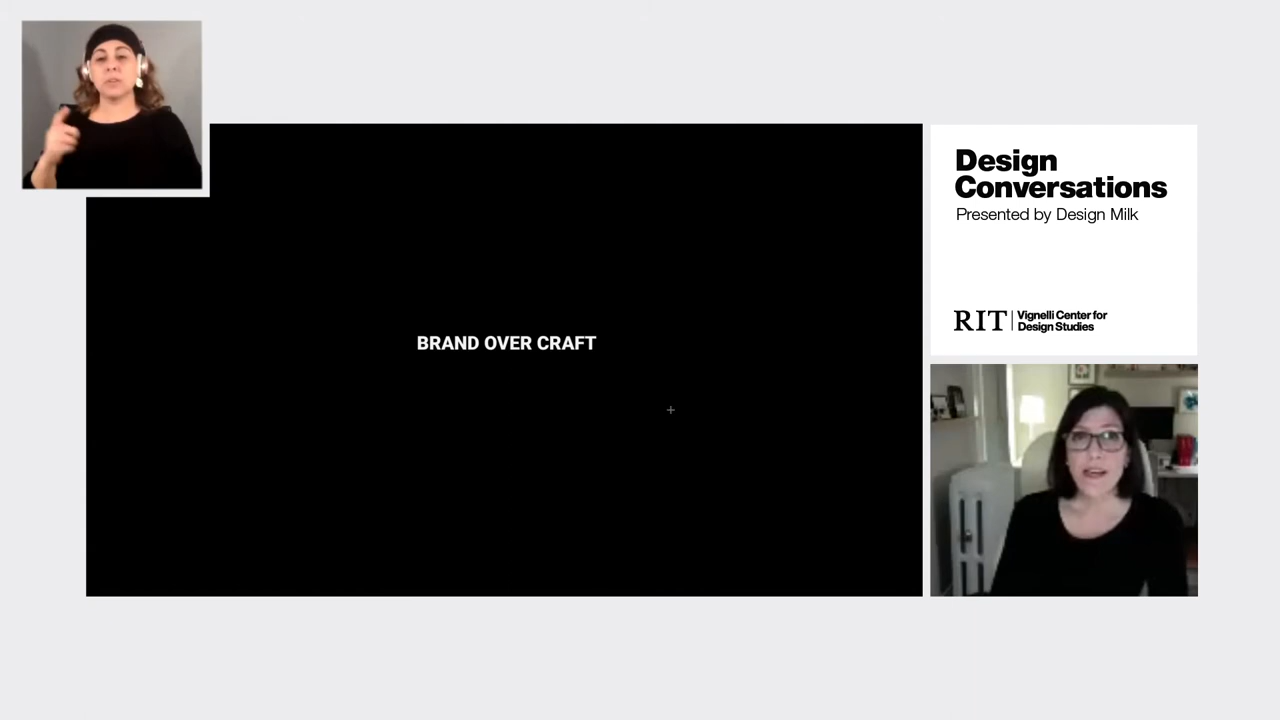 BRAND OVER CRAFT
Design
Conversations
Presented by Design Milk
RIT
Vignelli Center for
Design Studies